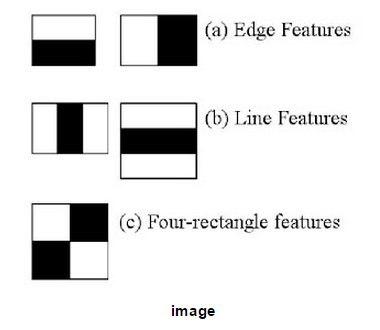 (a) Edge Features
(b) Line Features
(c) Four-rectangle features
image